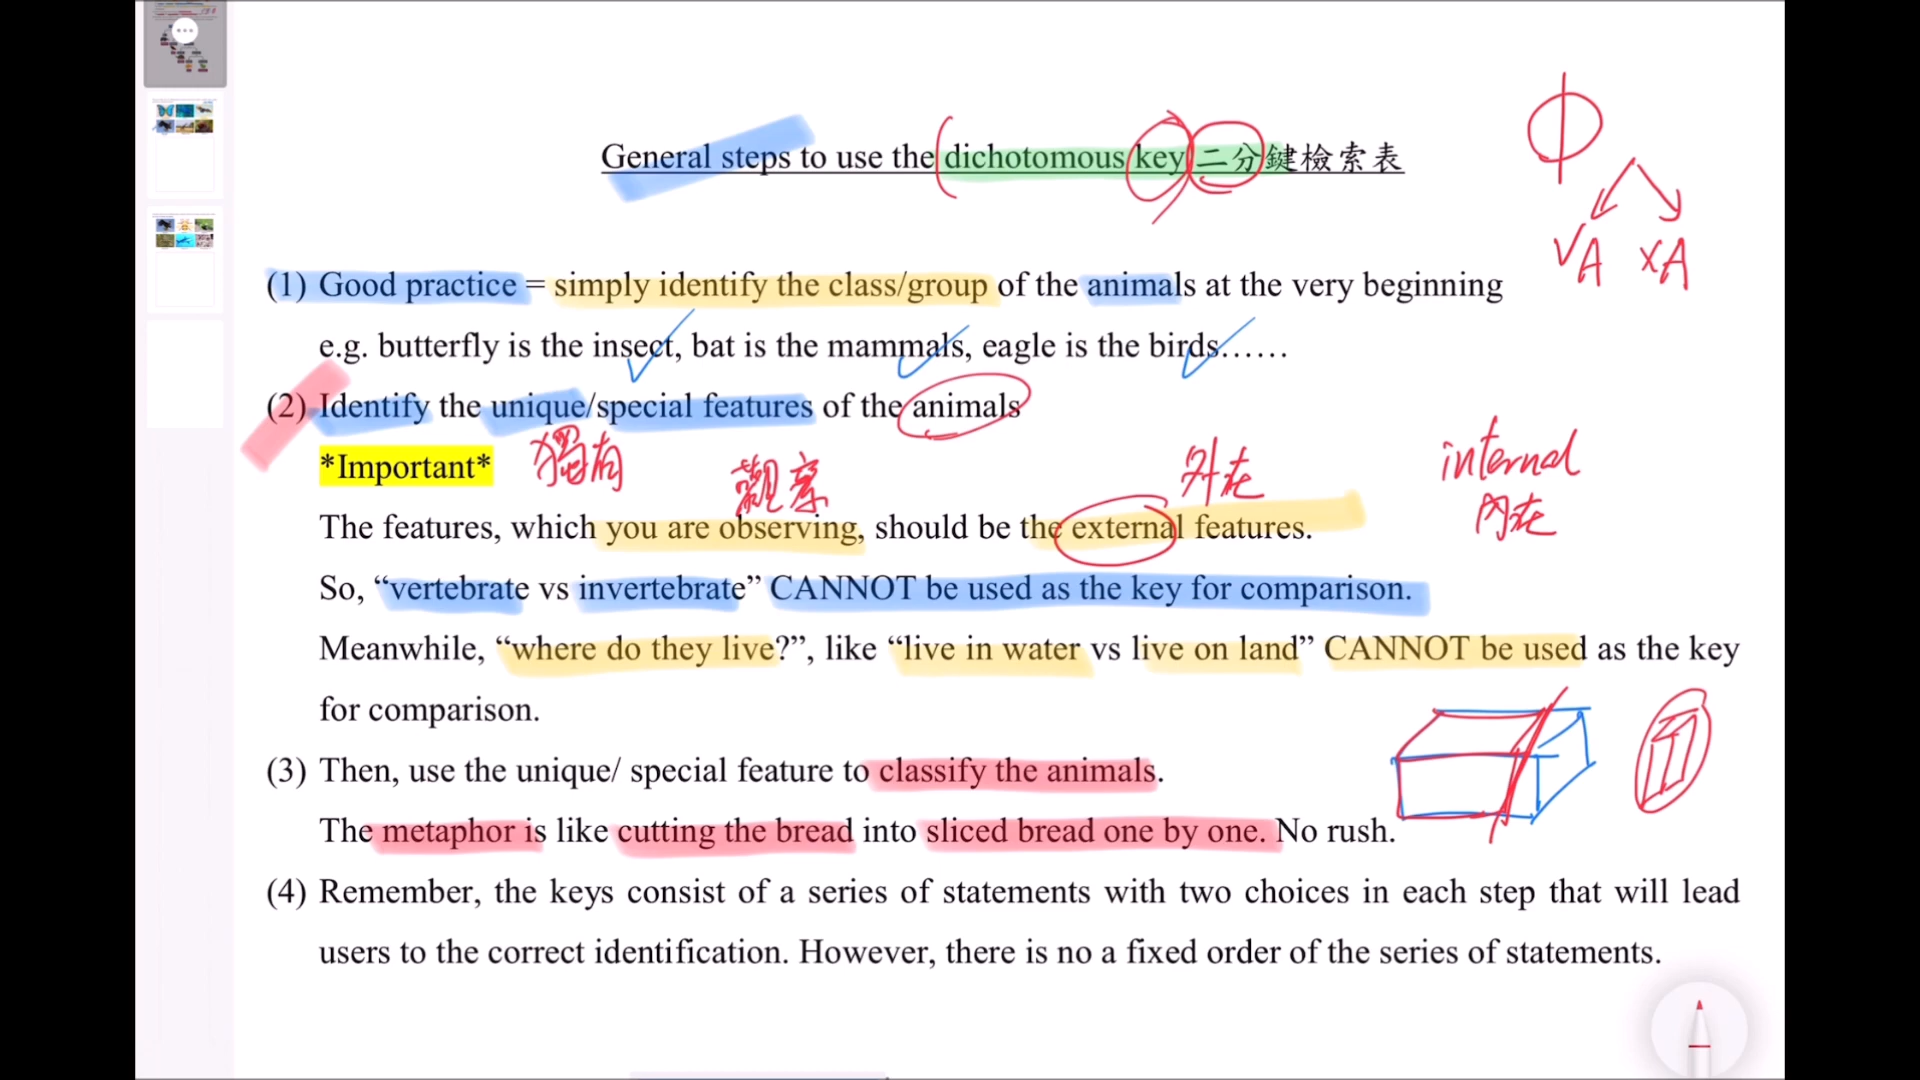 General steps to use the dichotomous key 二分鍵檢索表
√A ×A
(1) Good practice = simply identify the class/group of the animals at the very beginning
e.g. butterfly is the insect, bat is the mammals, eagle is the birds……
(2) Identify the unique/special features of the animals
*Important* 獨有 觀察 外在 internal
內在
The features, which you are observing, should be the external features.
So, “vertebrate vs invertebrate” CANNOT be used as the key for comparison.
Meanwhile, “where do they live?”, like “live in water vs live on land” CANNOT be used as the key
for comparison.
(3) Then, use the unique/ special feature to classify the animals.
The metaphor is like cutting the bread into sliced bread one by one. No rush.
(4) Remember, the keys consist of a series of statements with two choices in each step that will lead
users to the correct identification. However, there is no a fixed order of the series of statements.